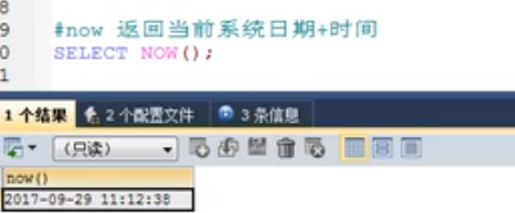 8
9 #now 返回当前系统日期+时间
0 SELECT NOW();
1
1 个结果 2 个配置文件 3 条信息
（只读）
now()
2017-09-29 11:12:38